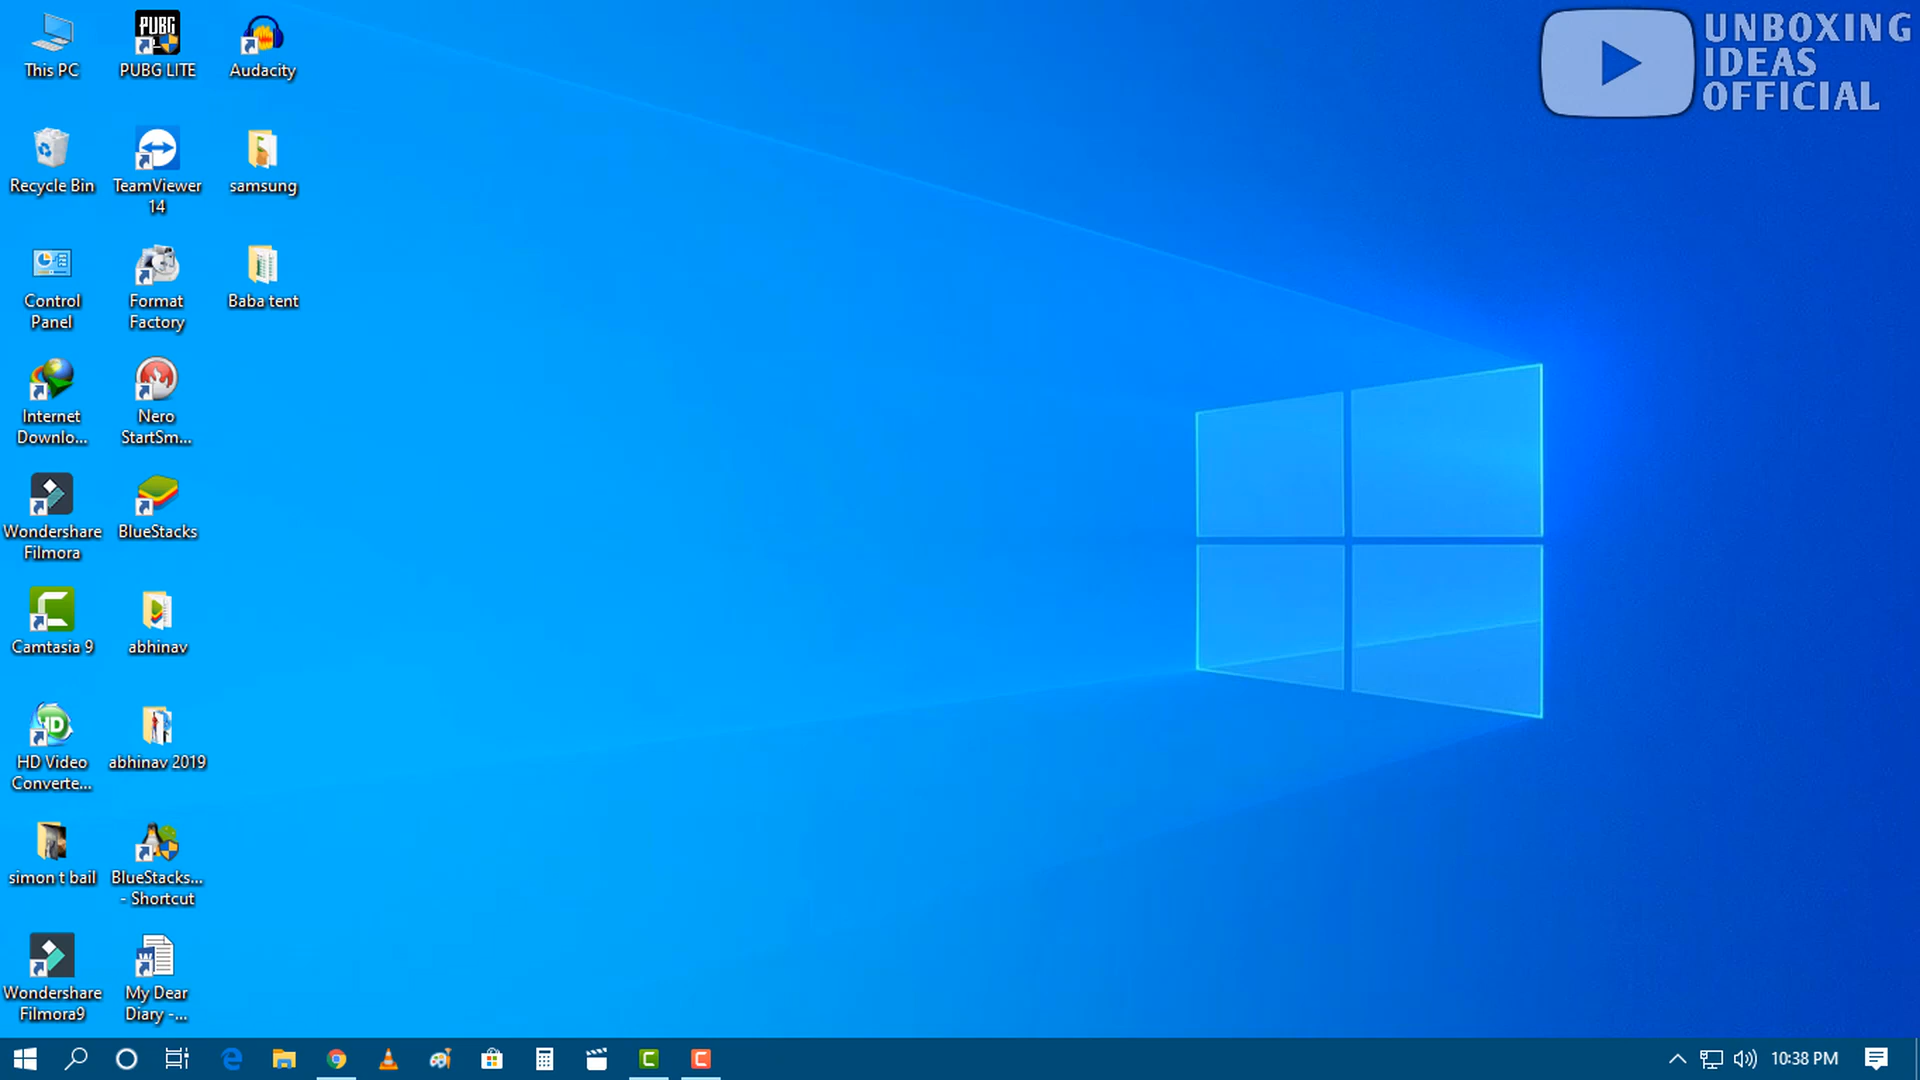 This PC
PUBG
PUBG LITE
Audacity
UNBOXING
IDEAS
OFFICIAL
Recycle Bin
TeamViewer
14
samsung
Control
Panel
Format
Factory
Baba tent
Internet
Downlo...
Nero
StartSm...
Wondershare
Filmora
BlueStacks
Camtasia 9
abhinav
HD
HD Video
Converte...
abhinav 2019
simon t bail
BlueStacks...
- Shortcut
Wondershare
Filmora9
W
My Dear
Diary -...
10:38 PM